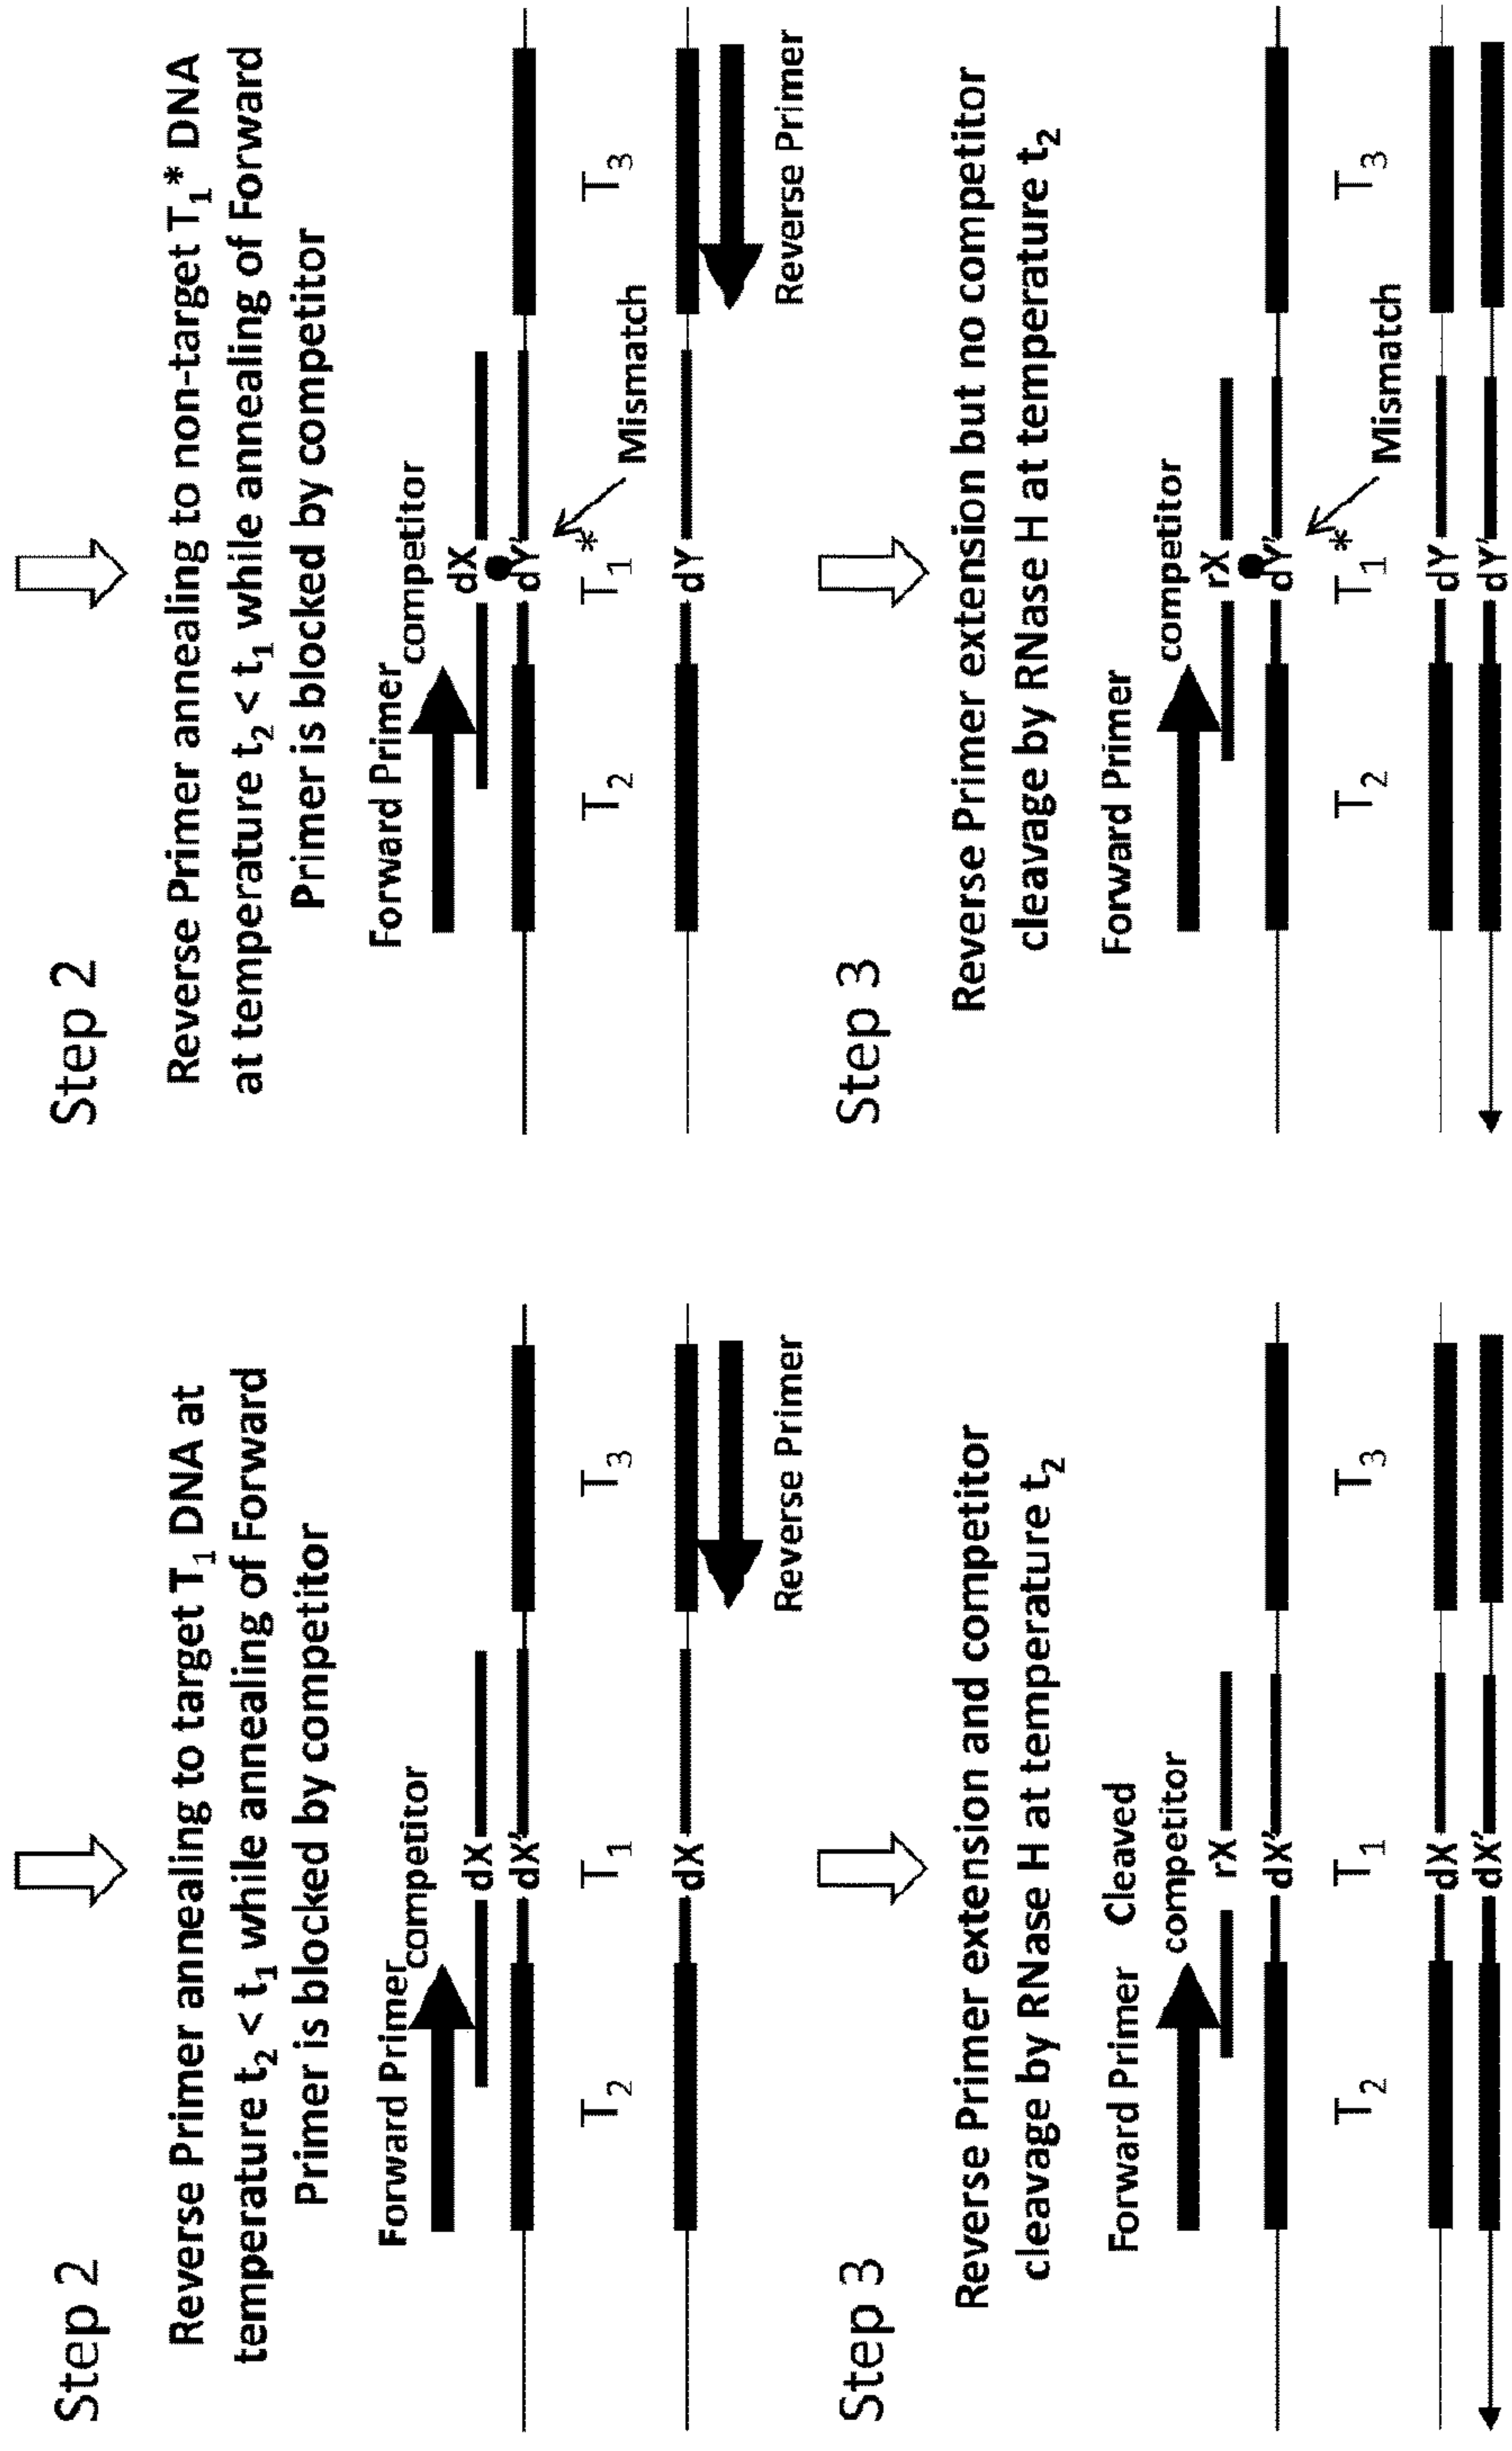 Step 2
Reverse Primer annealing to target T₁ DNA at
temperature t₂ < t₁ while annealing of Forward
Primer is blocked by competitor
Forward Primer
competitor
dX
dX'
T₂
T₁
T₃
dX
Reverse Primer
Step 3
Reverse Primer extension and competitor
cleavage by RNase H at temperature t₂
Forward Primer
Cleaved
competitor
rX
dX'
T₂
T₁
T₃
dX
dX'
Step 2
Reverse Primer annealing to non-target T₁* DNA
at temperature t₂ < t₁ while annealing of Forward
Primer is blocked by competitor
Forward Primer
competitor
dX
dY'
Mismatch
T₂
T₁*
T₃
dY
Reverse Primer
Step 3
Reverse Primer extension but no competitor
cleavage by RNase H at temperature t₂
Forward Primer
competitor
rX
dY'
Mismatch
T₂
T₁*
T₃
dY
dY'